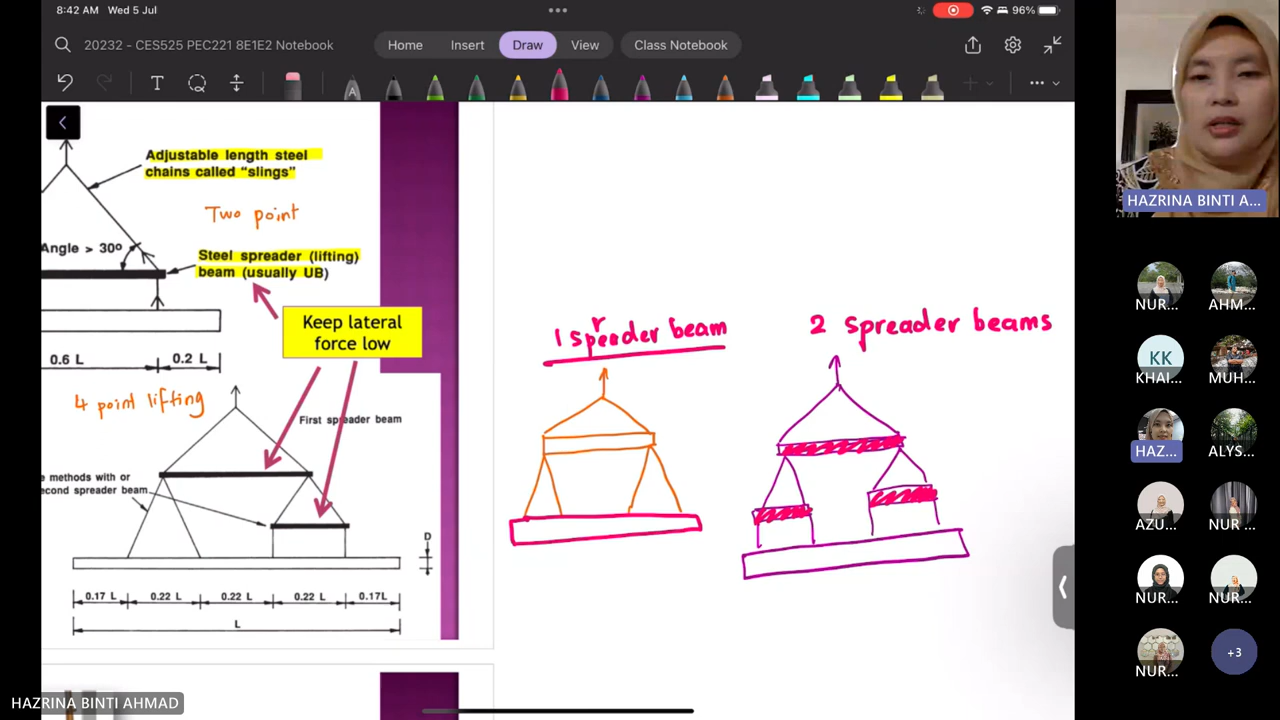 8:42 AM Wed 5 Jul
96%
20232 - CES525 PEC221 8E1E2 Notebook
Home
Insert
Draw
View
Class Notebook
T
A
Adjustable length steel
chains called "slings"
Two point
Angle > 30º
Steel spreader (lifting)
beam (usually UB)
Keep lateral
force low
0.6 L
0.2 L
4 point lifting
First spreader beam
e methods with or
econd spreader beam
D
0.17 L
0.22 L
0.22 L
0.22 L
0.17L
L
1 spreader beam
2 spreader beams
HAZRINA BINTI AHMAD
HAZRINA BINTI A...
NUR...
AHM...
KK
KHAI...
MUH...
HAZ...
ALYS...
AZU...
NUR ...
NUR...
NUR...
NUR...
+3